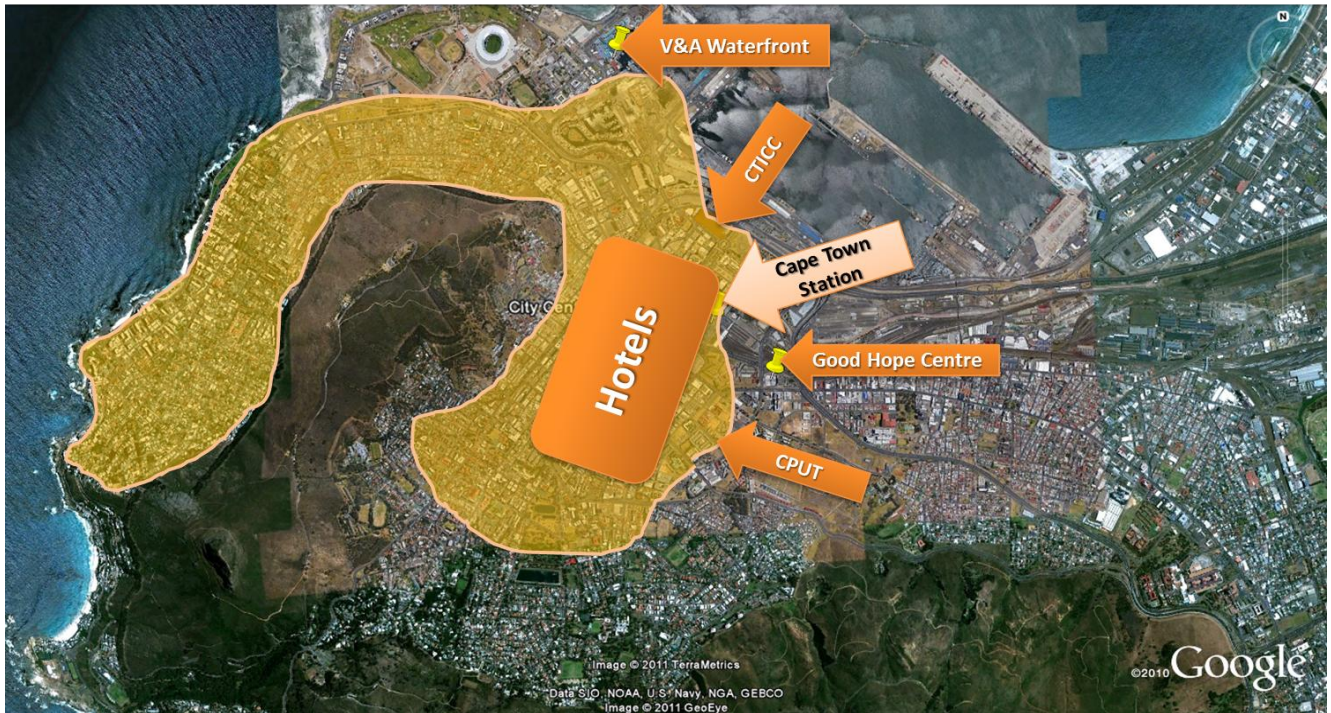 N
V&A Waterfront
CTICC
Cape Town
Station
City Cen
Hotels
Good Hope Centre
CPUT
Image © 2011 TerraMetrics
Data SIO, NOAA, U.S. Navy, NGA, GEBCO
Image © 2011 GeoEye
©2010 Google